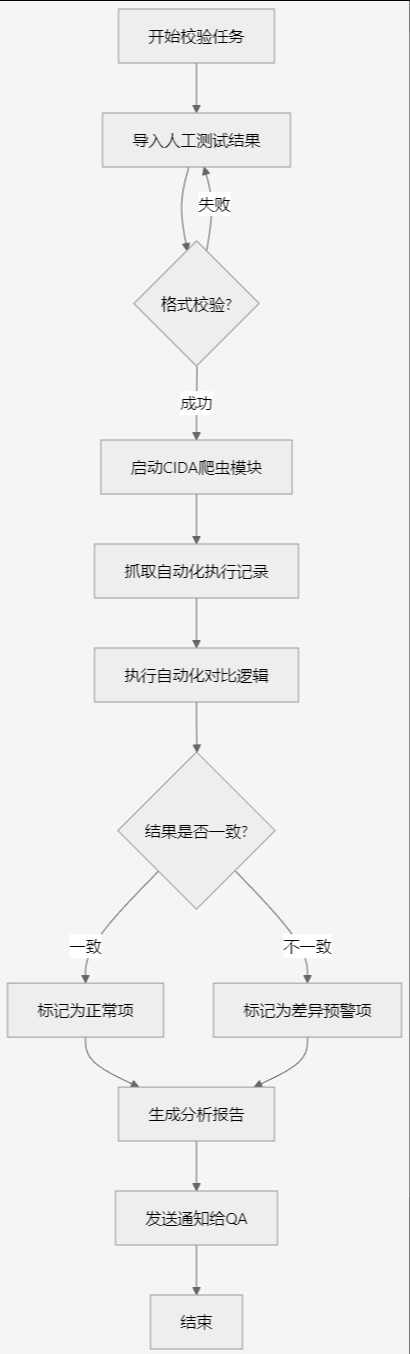 开始校验任务
导入人工测试结果
失败
格式校验?
成功
启动CIDA爬虫模块
抓取自动化执行记录
执行自动化对比逻辑
结果是否一致?
一致
不一致
标记为正常项
标记为差异预警项
生成分析报告
发送通知给QA
结束